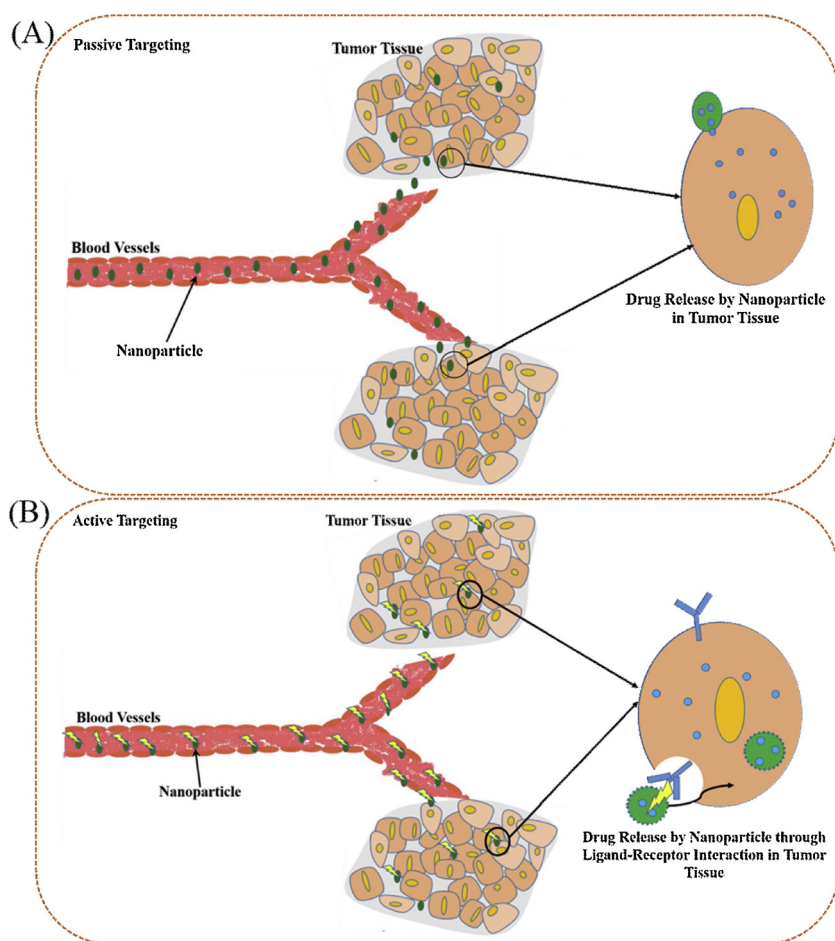 (A)
Passive Targeting
Tumor Tissue
Blood Vessels
Nanoparticle
Drug Release by Nanoparticle
in Tumor Tissue
(B)
Active Targeting
Tumor Tissue
Blood Vessels
Nanoparticle
Drug Release by Nanoparticle through
Ligand-Receptor Interaction in Tumor
Tissue